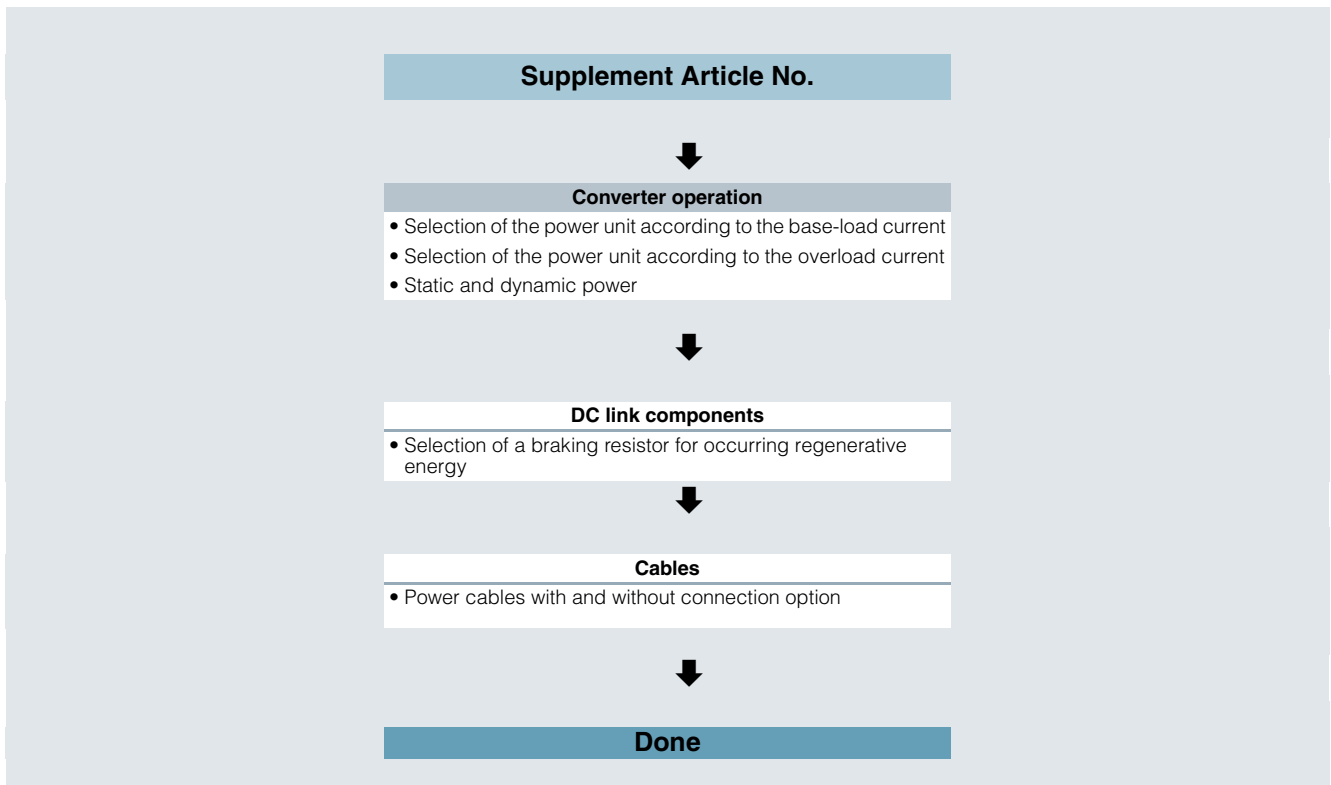 Supplement Article No.
Converter operation
• Selection of the power unit according to the base-load current
• Selection of the power unit according to the overload current
• Static and dynamic power
DC link components
• Selection of a braking resistor for occurring regenerative
energy
Cables
• Power cables with and without connection option
Done